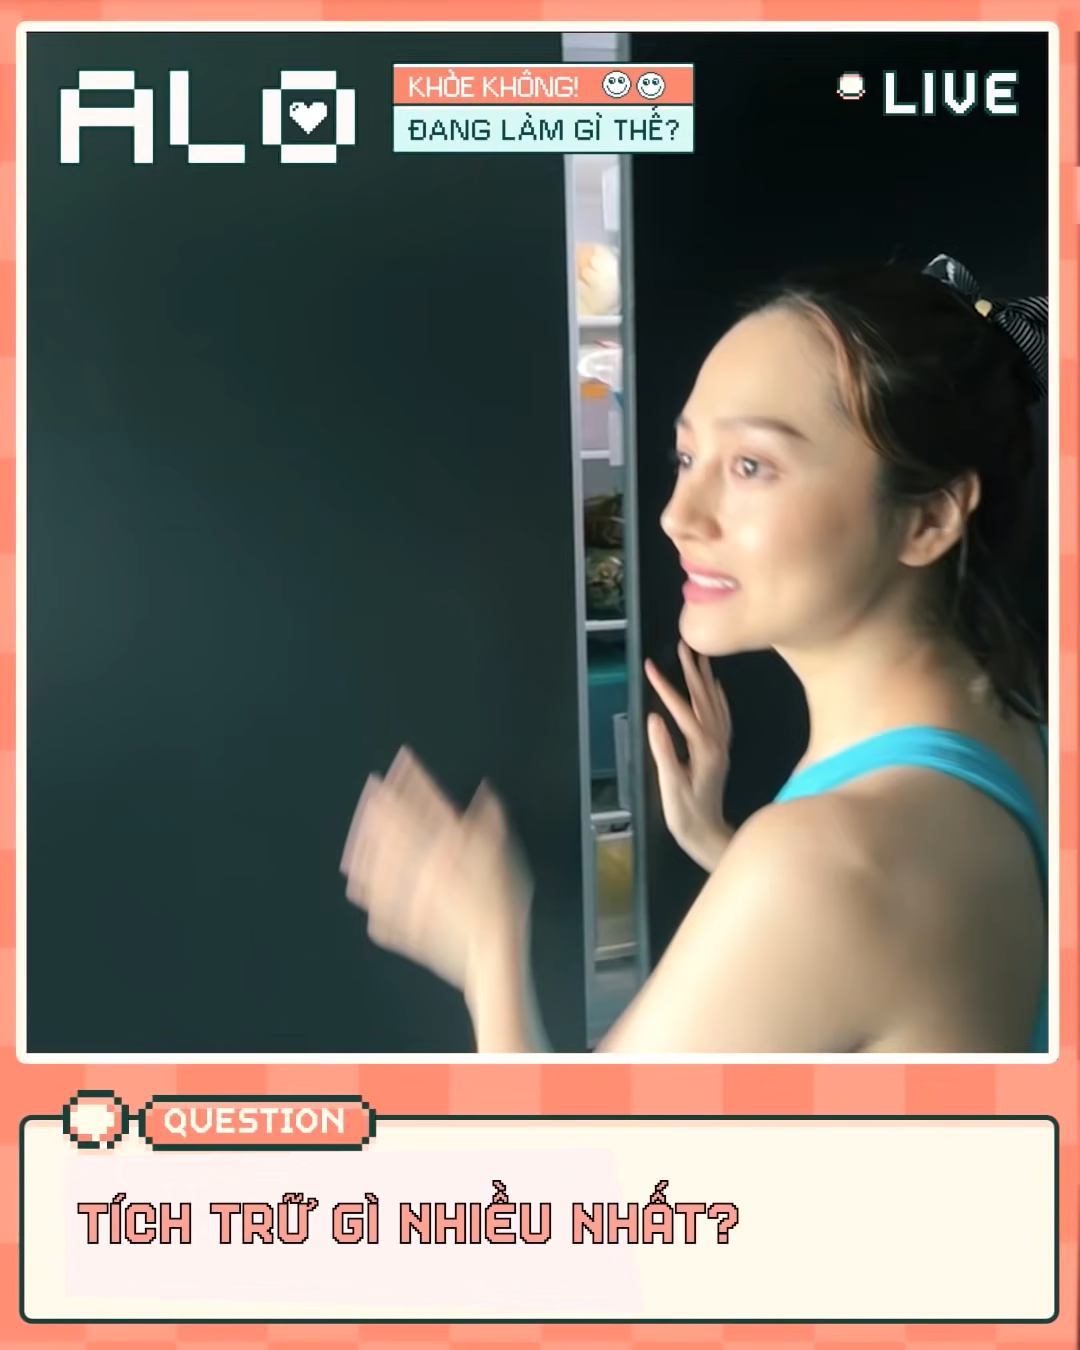 ALO
KHỎE KHÔNG!
ĐANG LÀM GÌ THẾ?
LIVE
QUESTION
TÍCH TRỮ GÌ NHIỀU NHẤT?